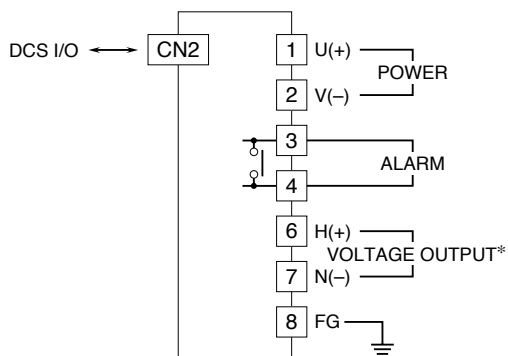 DCS I/O
CN2
1 U(+)
POWER
2 V(–)
3
ALARM
4
6 H(+)
VOLTAGE OUTPUT*
7 N(–)
8 FG